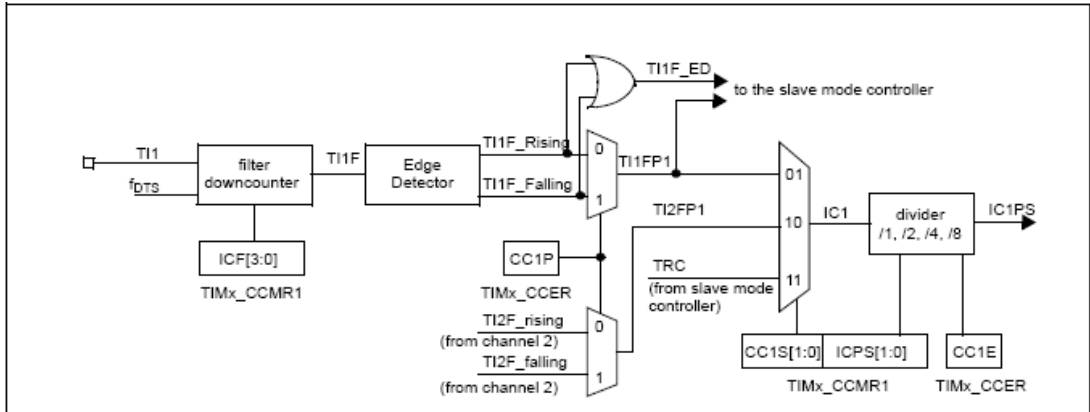 TI1F_ED
to the slave mode controller
TI1
fDTS
filter
downcounter
TI1F
Edge
Detector
TI1F_Rising
TI1F_Falling
0
1
TI1FP1
TI2FP1
01
10
11
IC1
divider
/1, /2, /4, /8
IC1PS
ICF[3:0]
TIMx_CCMR1
CC1P
TIMx_CCER
TRC
(from slave mode
controller)
TI2F_rising
(from channel 2)
TI2F_falling
(from channel 2)
0
1
CC1S[1:0]
ICPS[1:0]
TIMx_CCMR1
CC1E
TIMx_CCER